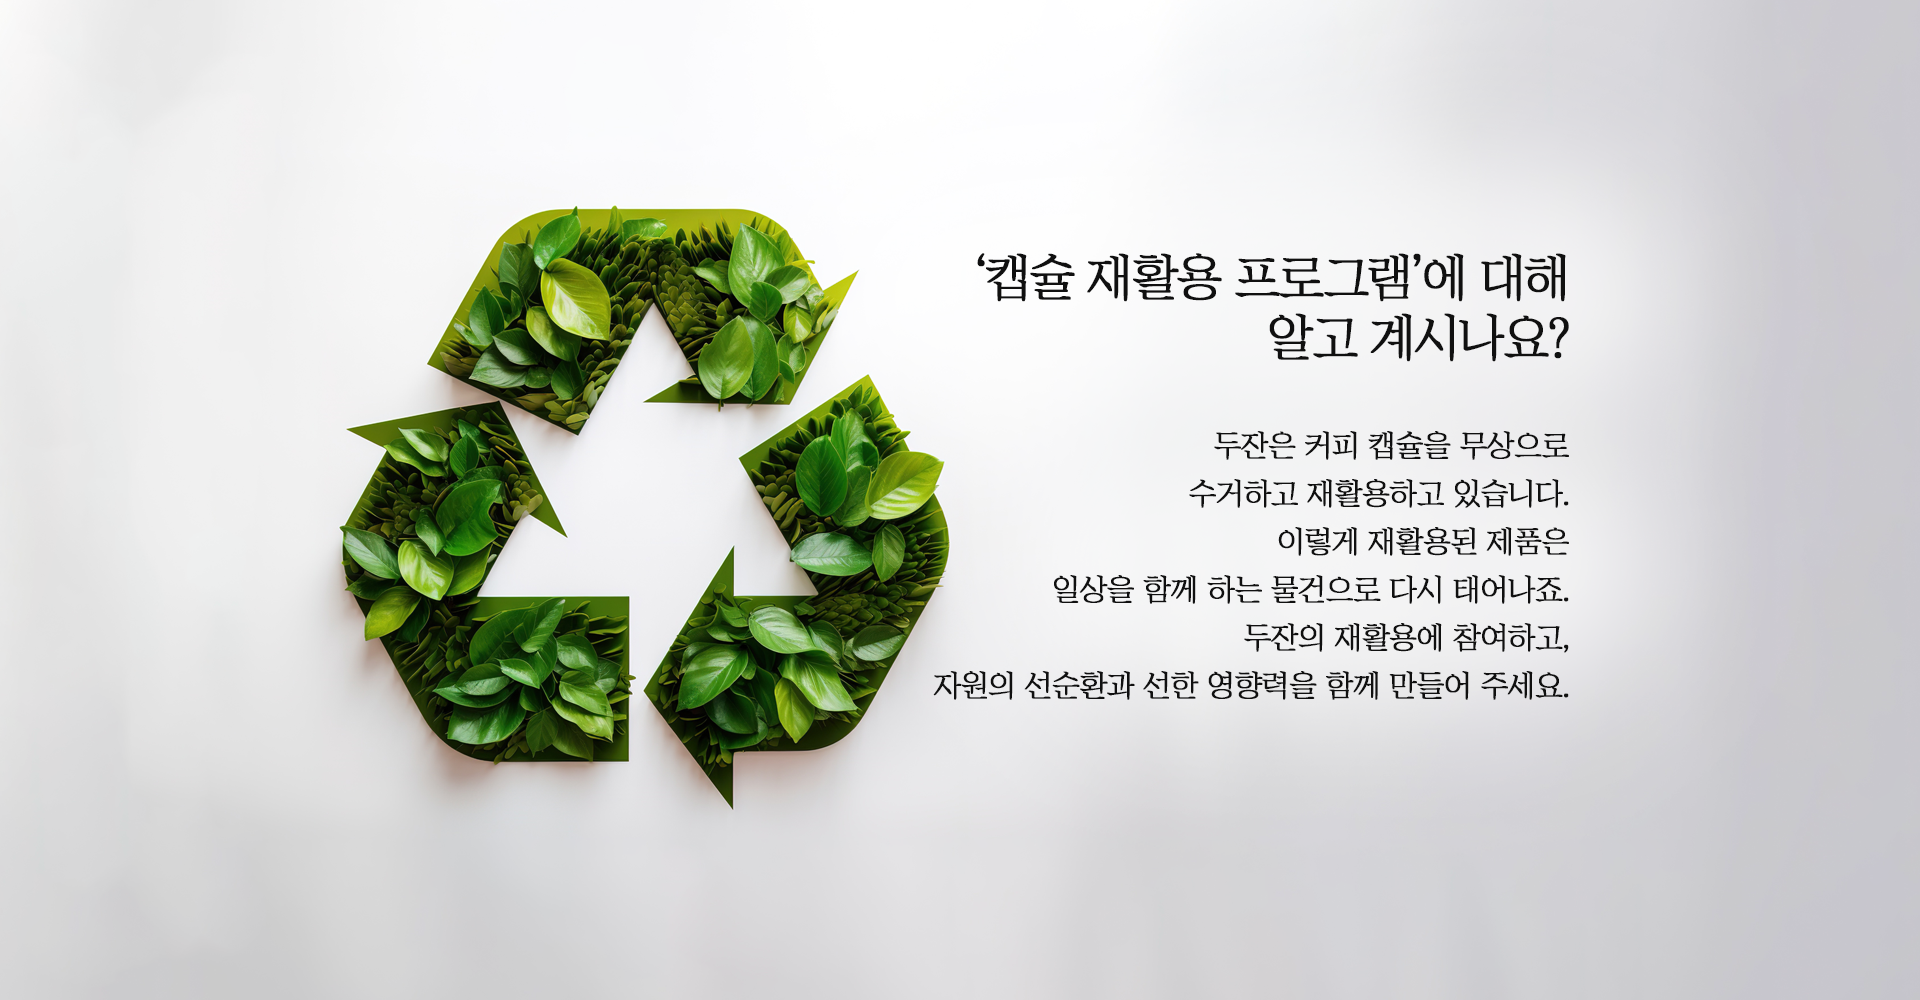 ‘캡슐 재활용 프로그램’에 대해
알고 계시나요?
두잔은 커피 캡슐을 무상으로
수거하고 재활용하고 있습니다.
이렇게 재활용된 제품은
일상을 함께 하는 물건으로 다시 태어나죠.
두잔의 재활용에 참여하고,
자원의 선순환과 선한 영향력을 함께 만들어 주세요.